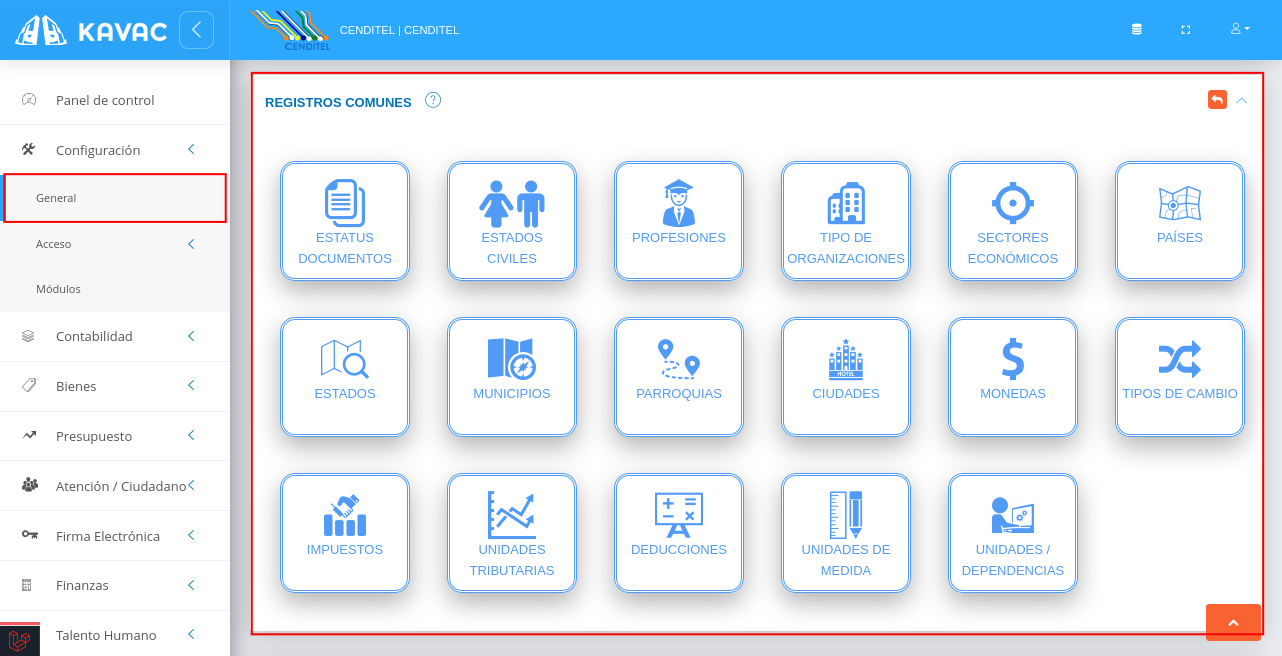 KAVAC
CENDITEL
CENDITEL | CENDITEL
Panel de control
Configuración
General
Acceso
Módulos
Contabilidad
Bienes
Presupuesto
Atención / Ciudadano
Firma Electrónica
Finanzas
Talento Humano
REGISTROS COMUNES
?
ESTATUS
DOCUMENTOS
ESTADOS
CIVILES
PROFESIONES
TIPO DE
ORGANIZACIONES
SECTORES
ECONÓMICOS
PAÍSES
ESTADOS
MUNICIPIOS
PARROQUIAS
HOTEL
CIUDADES
$
MONEDAS
TIPOS DE CAMBIO
IMPUESTOS
UNIDADES
TRIBUTARIAS
DEDUCCIONES
UNIDADES DE
MEDIDA
UNIDADES /
DEPENDENCIAS